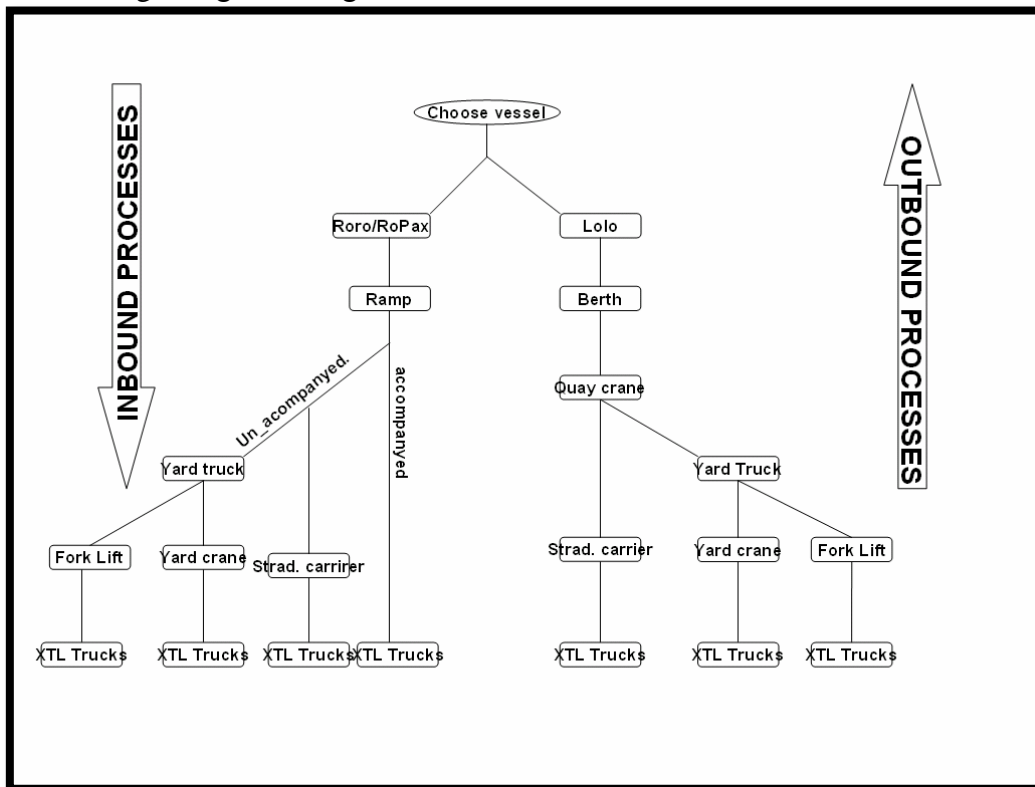 Choose vessel
INBOUND PROCESSES
OUTBOUND PROCESSES
Roro/RoPax
Lolo
Ramp
Berth
Un_acompanyed.
accompanyed
Quay crane
Yard truck
Yard Truck
Fork Lift
Yard crane
Strad. carrirer
Strad. carrier
Yard crane
Fork Lift
XTL Trucks
XTL Trucks
XTL Trucks
XTL Trucks
XTL Trucks
XTL Trucks
XTL Trucks